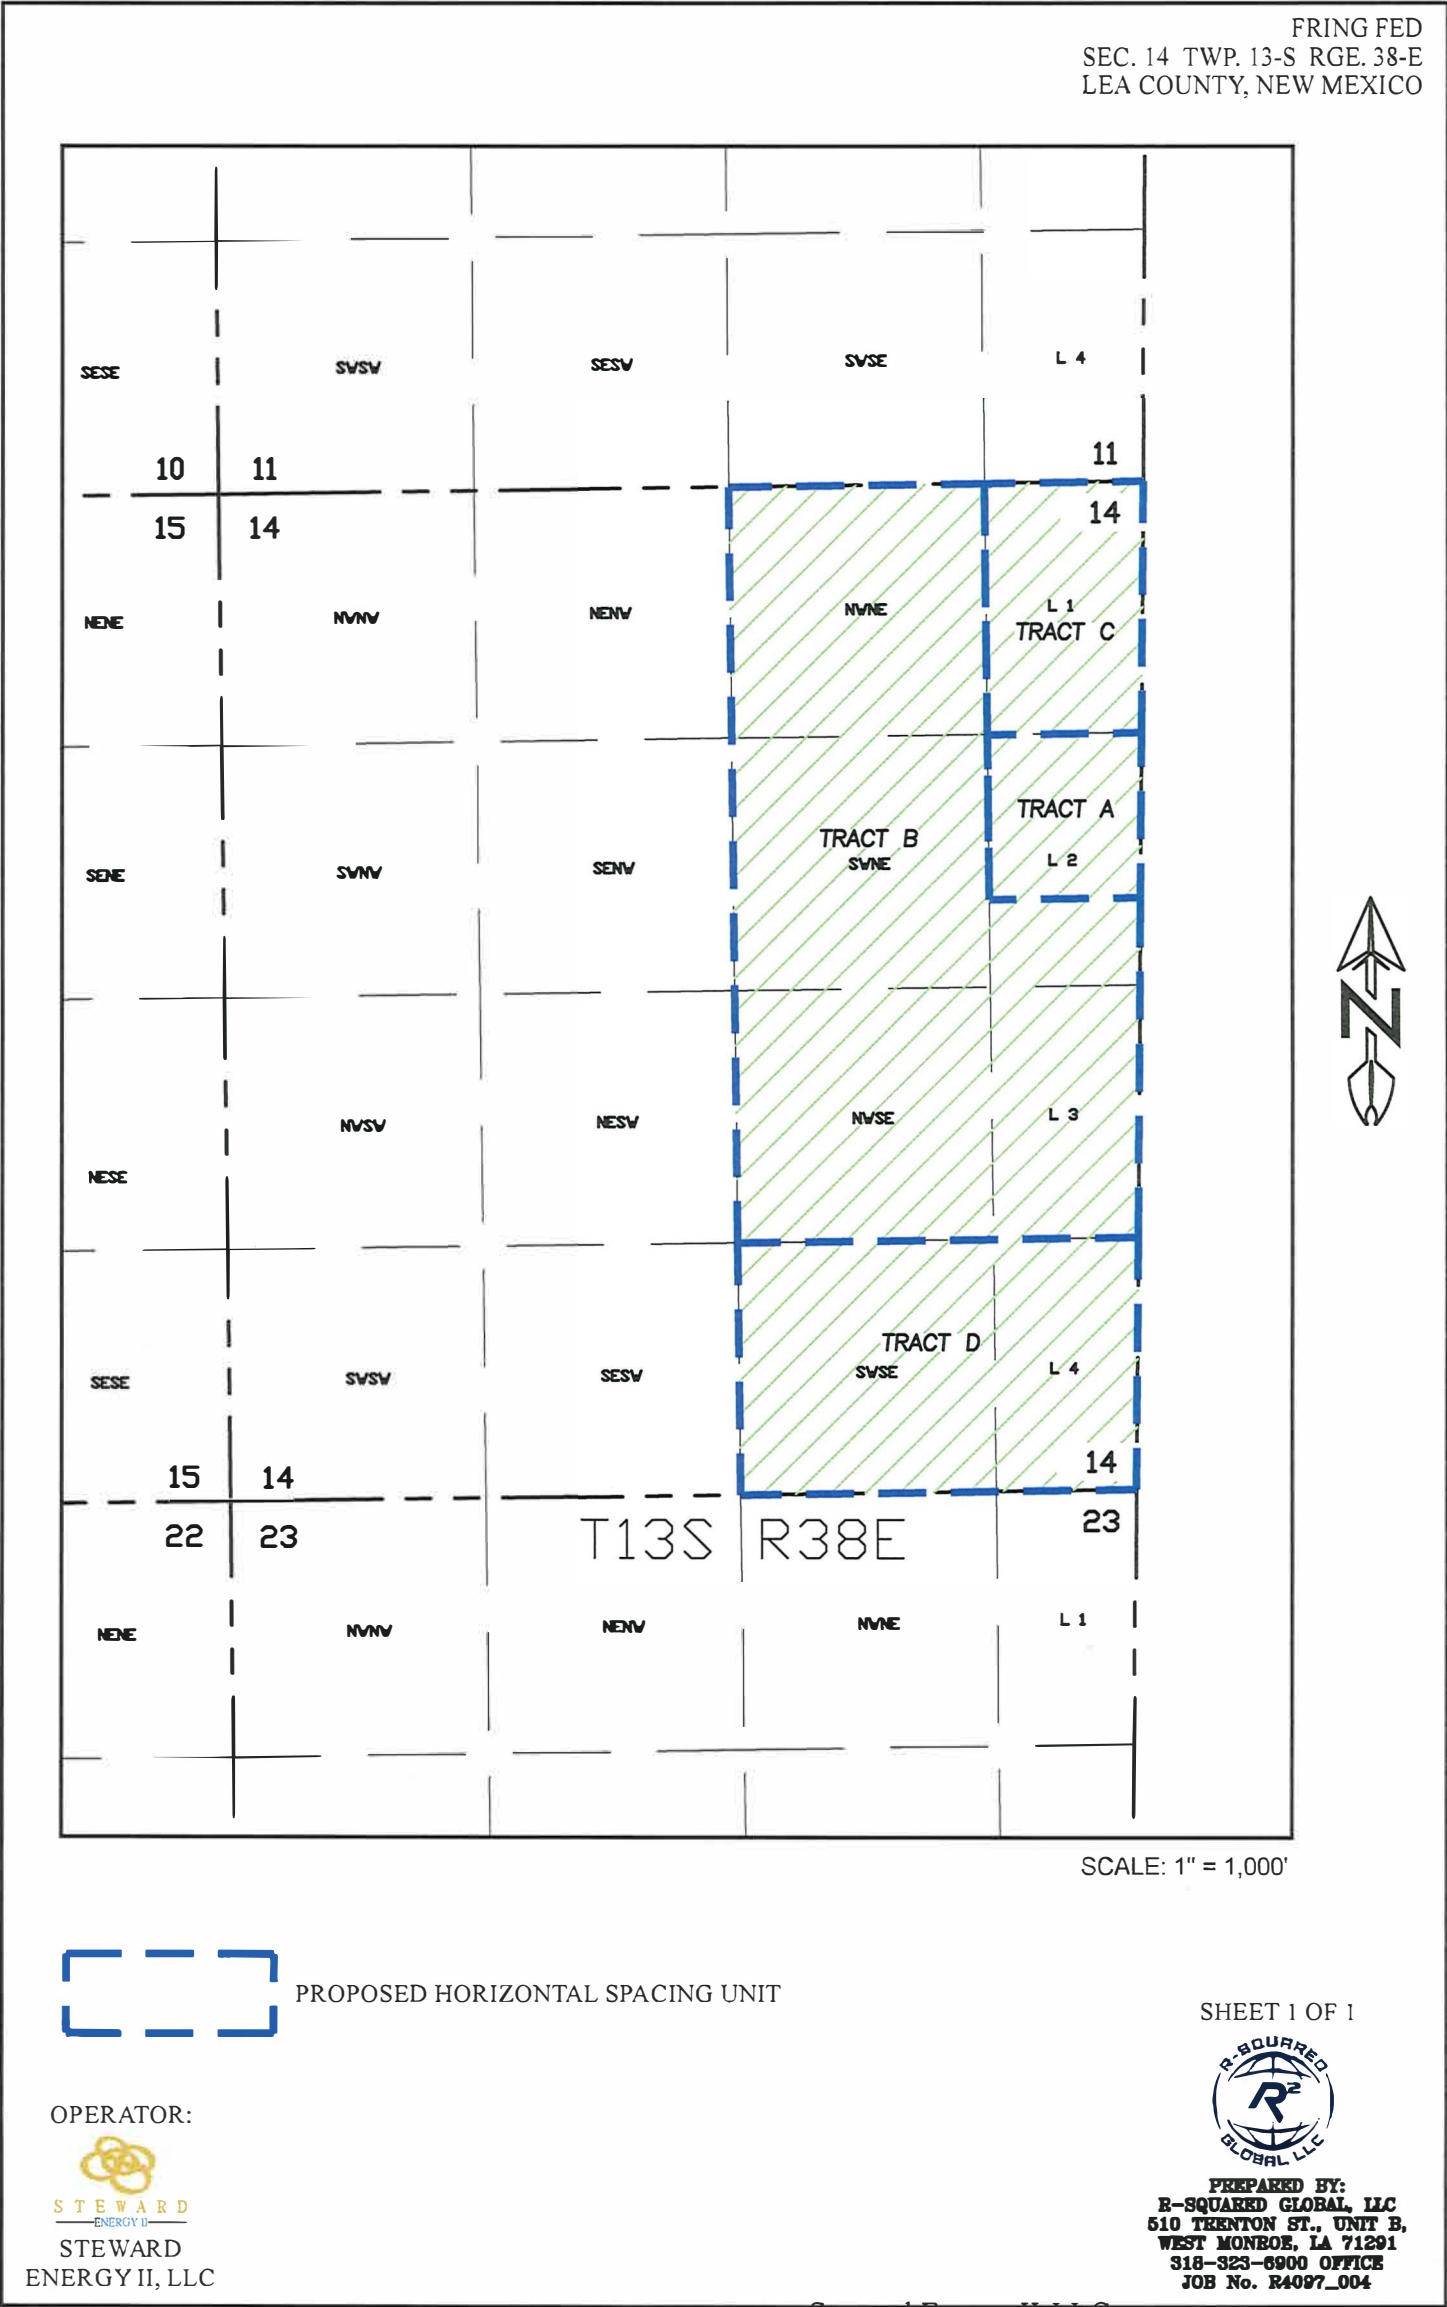 FRING FED
SEC. 14 TWP. 13-S RGE. 38-E
LEA COUNTY, NEW MEXICO
SESE SWSW SESW SWSE L 4
10 11 11
15 14 14
NENE NWNW NENW NWNE L 1
TRACT C
TRACT A
TRACT B
SENE SWNW SENW SWNE L 2
N
NESE NWSW NESW NWSE L 3
TRACT D
SESE SWSW SESW SWSE L 4
15 14 14
22 23 23
T13S R38E
NENE NWNW NENW NWNE L 1
SCALE: 1" = 1,000'
PROPOSED HORIZONTAL SPACING UNIT
SHEET 1 OF 1
R-SQUARED
R2
GLOBAL LLC
OPERATOR:
STEWARD
ENERGY II
STEWARD
ENERGY II, LLC
PREPARED BY:
R-SQUARED GLOBAL, LLC
510 TRENTON ST., UNIT B,
WEST MONROE, LA 71291
318-323-6900 OFFICE
JOB No. R4097_004